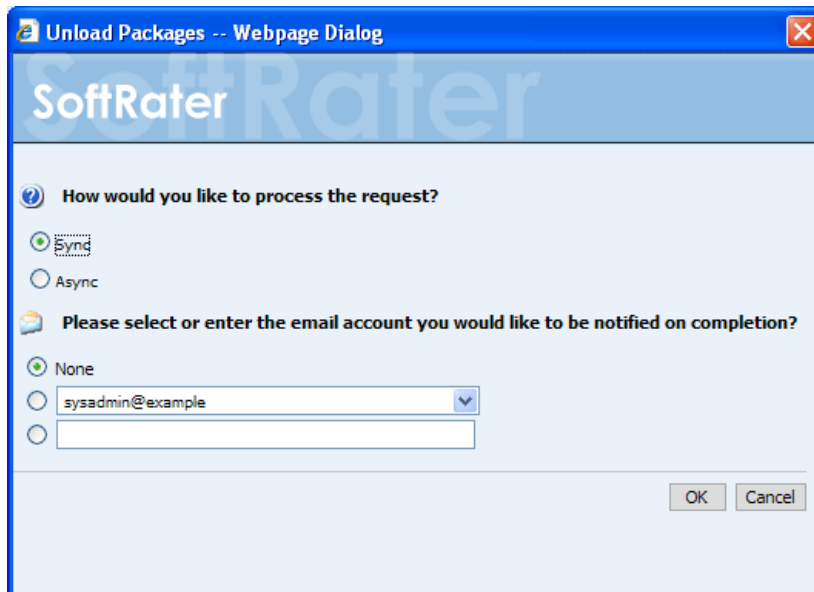 Unload Packages -- Webpage Dialog
SoftRater
SoftRater
How would you like to process the request?
Sync
Async
Please select or enter the email account you would like to be notified on completion?
None
sysadmin@example
OK Cancel